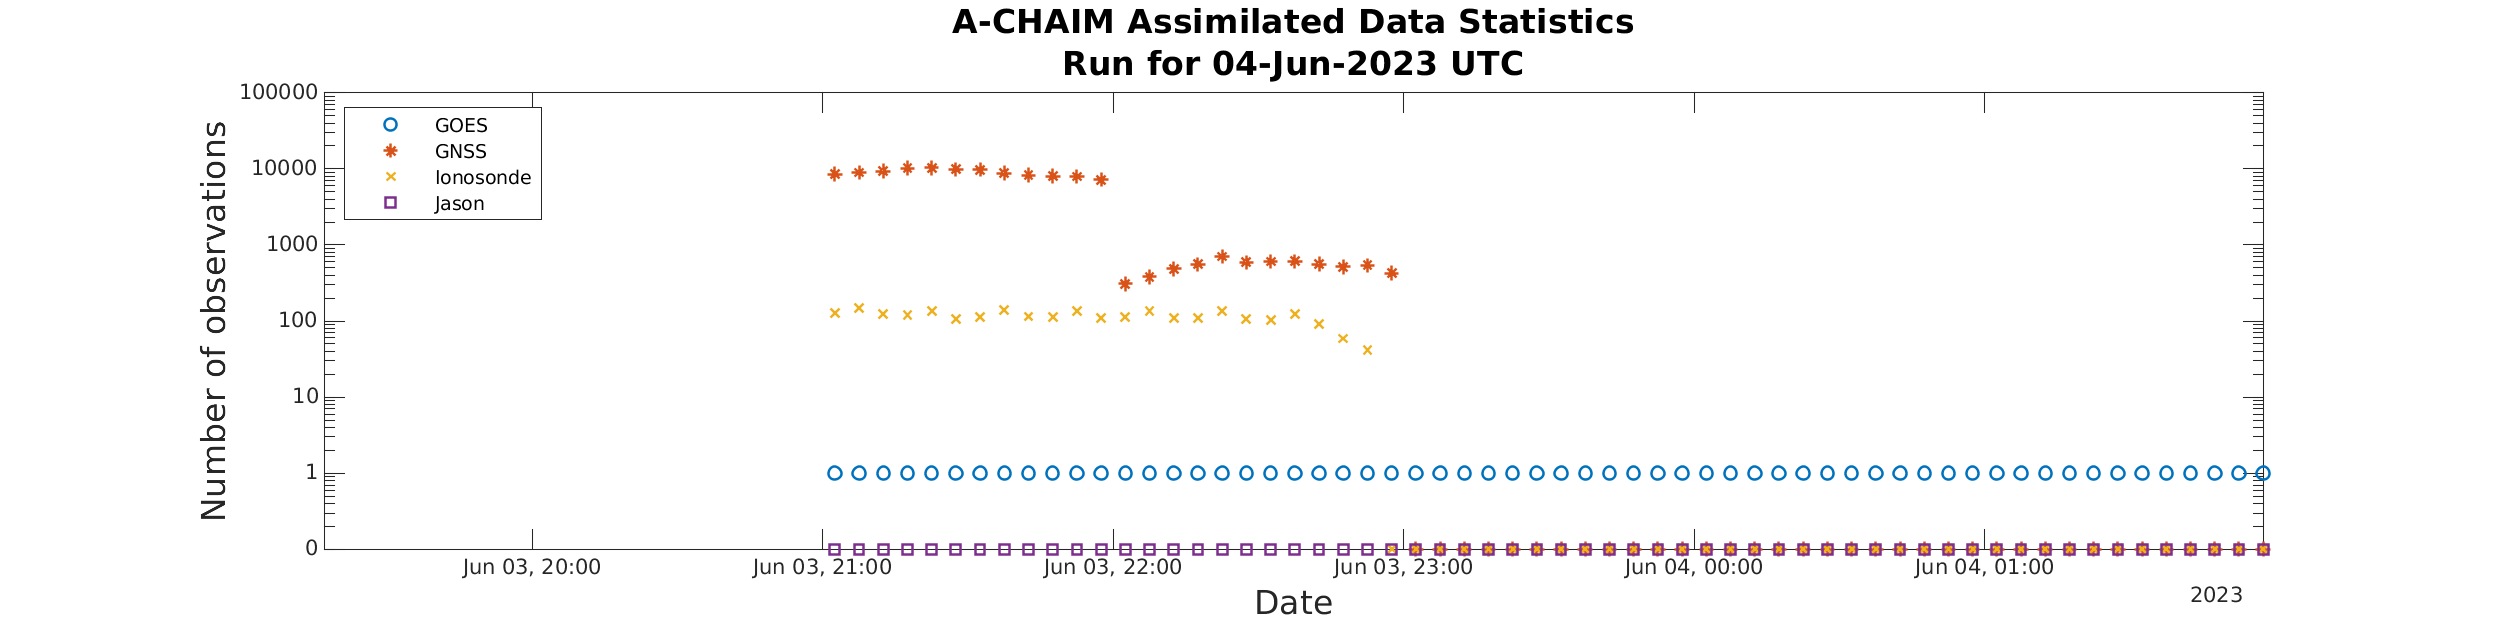 A-CHAIM Assimilated Data Statistics
Run for 04-Jun-2023 UTC
Number of observations
100000
10000
1000
100
10
1
0
GOES
GNSS
Ionosonde
Jason
Jun 03, 20:00
Jun 03, 21:00
Jun 03, 22:00
Jun 03, 23:00
Jun 04, 00:00
Jun 04, 01:00
2023
Date